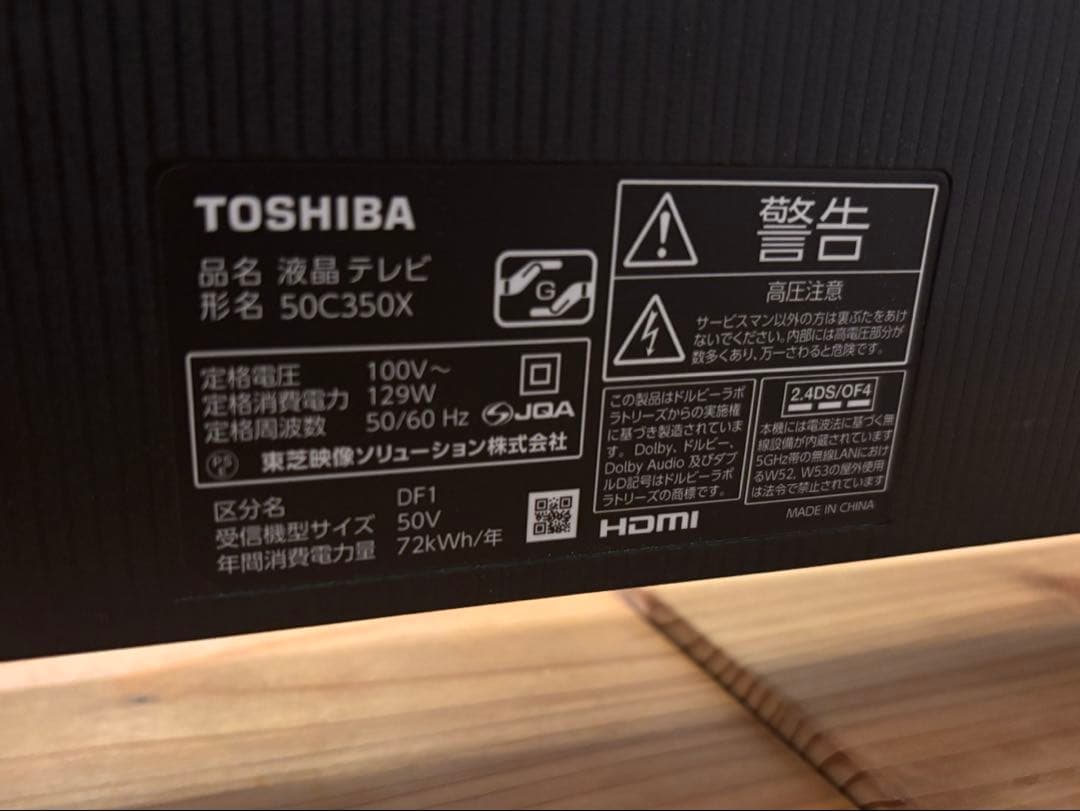 TOSHIBA
品名 液晶テレビ
形名 50C350X
G
定格電圧 100V～
定格消費電力 129W
定格周波数 50/60 Hz
JQA
PS
東芝映像ソリューション株式会社
区分名 DF1
受信機型サイズ 50V
年間消費電力量 72kWh/年
警告
高圧注意
サービスマン以外の方は裏ぶたをあけ
ないでください。内部には高電圧部分が
数多くあり、万一さわると危険です。
この製品はドルビーラボ
ラトリーズからの実施権
に基づき製造されていま
す。Dolby、ドルビー、
Dolby Audio 及びダブ
ルD記号はドルビーラボ
ラトリーズの商標です。
2.4DS/OF4
本機には電波法に基づく無
線設備が内蔵されています
5GHz帯の無線LANにおけ
るW52, W53の屋外使用
は法令で禁止されています
HDMI
MADE IN CHINA